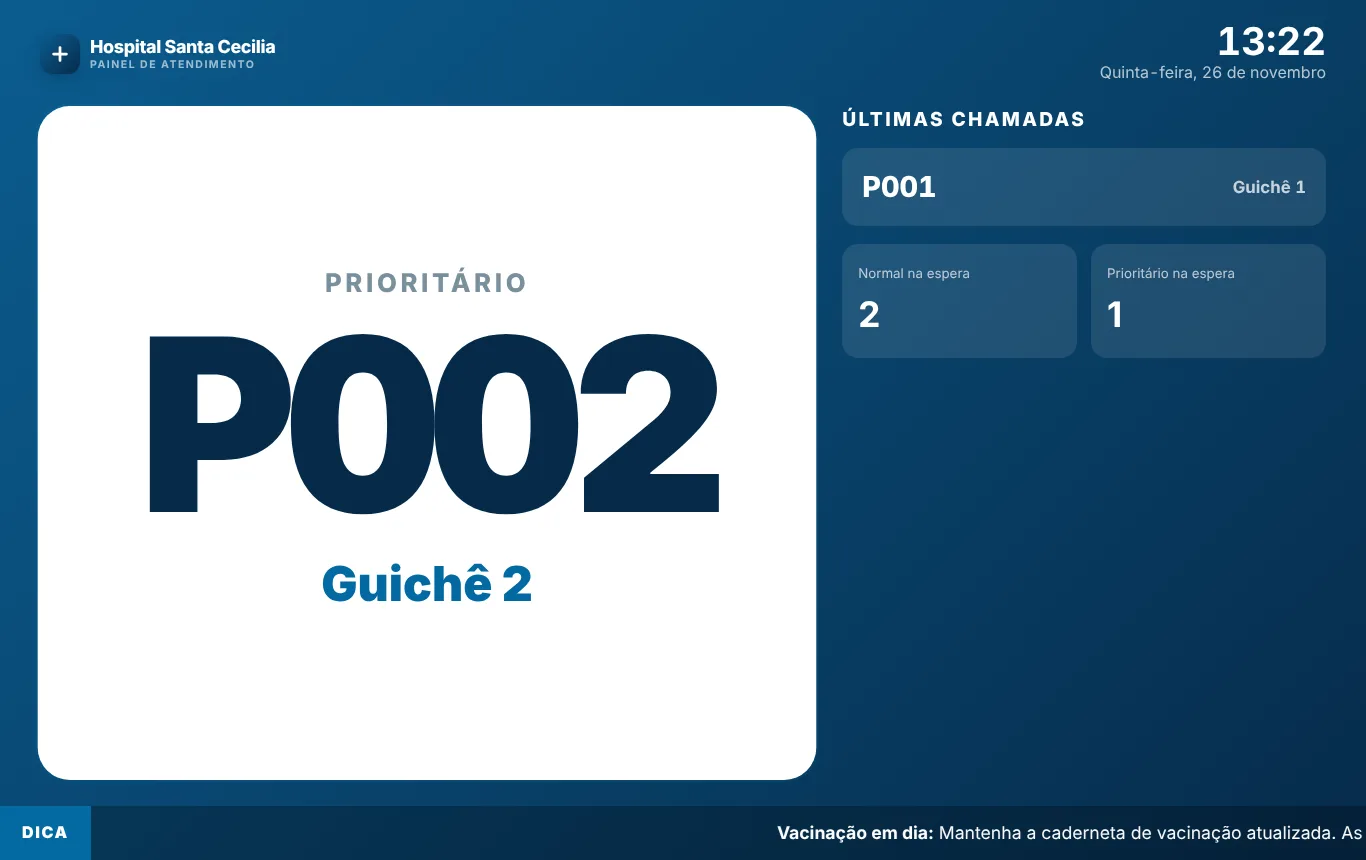 Hospital Santa Cecilia
PAINEL DE ATENDIMENTO
13:22
Quinta-feira, 26 de novembro
PRIORITÁRIO
P002
Guichê 2
ÚLTIMAS CHAMADAS
P001
Guichê 1
Normal na espera
2
Prioritário na espera
1
DICA
Vacinação em dia: Mantenha a caderneta de vacinação atualizada. As